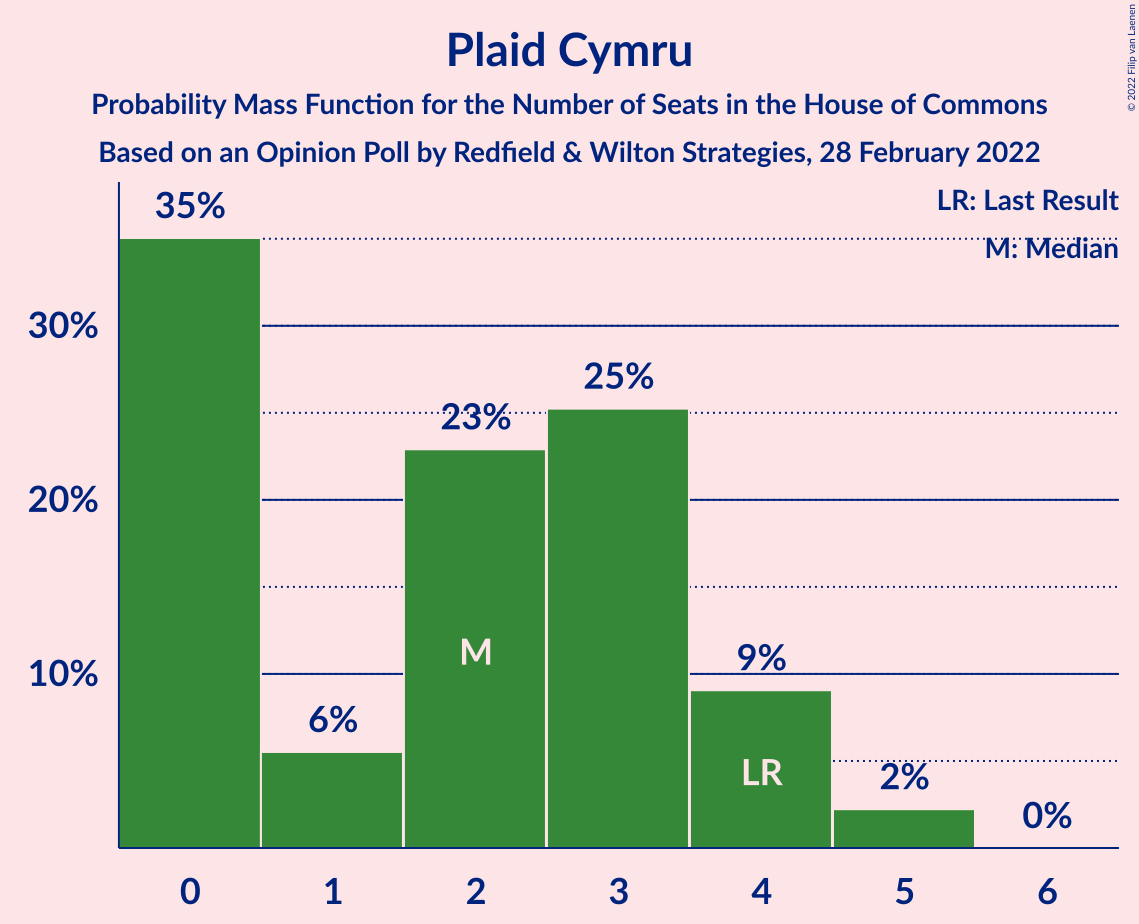 Plaid Cymru
Probability Mass Function for the Number of Seats in the House of Commons
Based on an Opinion Poll by Redfield & Wilton Strategies, 28 February 2022
© 2022 Filip van Laenen
LR: Last Result
M: Median
35%
30%
25%
23%
20%
M
10%
9%
6%
LR
2%
0%
0 1 2 3 4 5 6